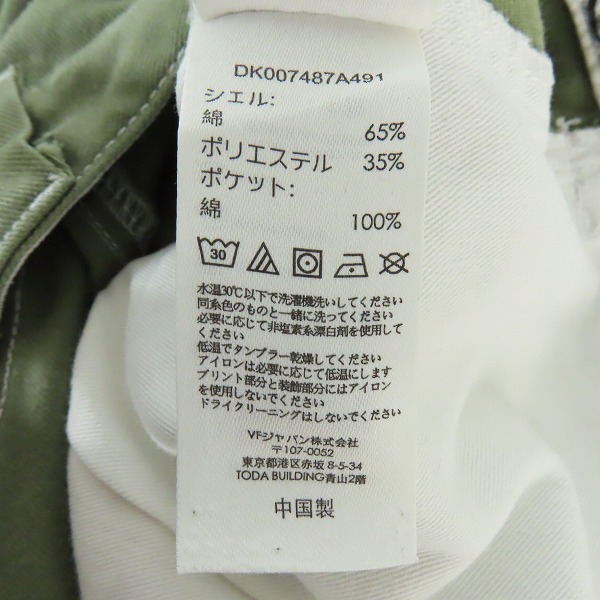 DK007487A491
シエル:
綿 65%
ポリエステル 35%
ポケット:
綿 100%
30
水温30℃以下で洗濯機洗いしてください
同系色のものと一緒に洗ってください
必要に応じて非塩素系漂白剤を使用して
ください
低温でタンブラー乾燥してください
アイロンは必要に応じて低温にします
プリント部分と装飾部分にはアイロン
を使用しないでください
ドライクリーニングはしないでください
VFジャパン株式会社
〒107-0052
東京都港区赤坂 8-5-34
TODA BUILDING青山2階
中国製